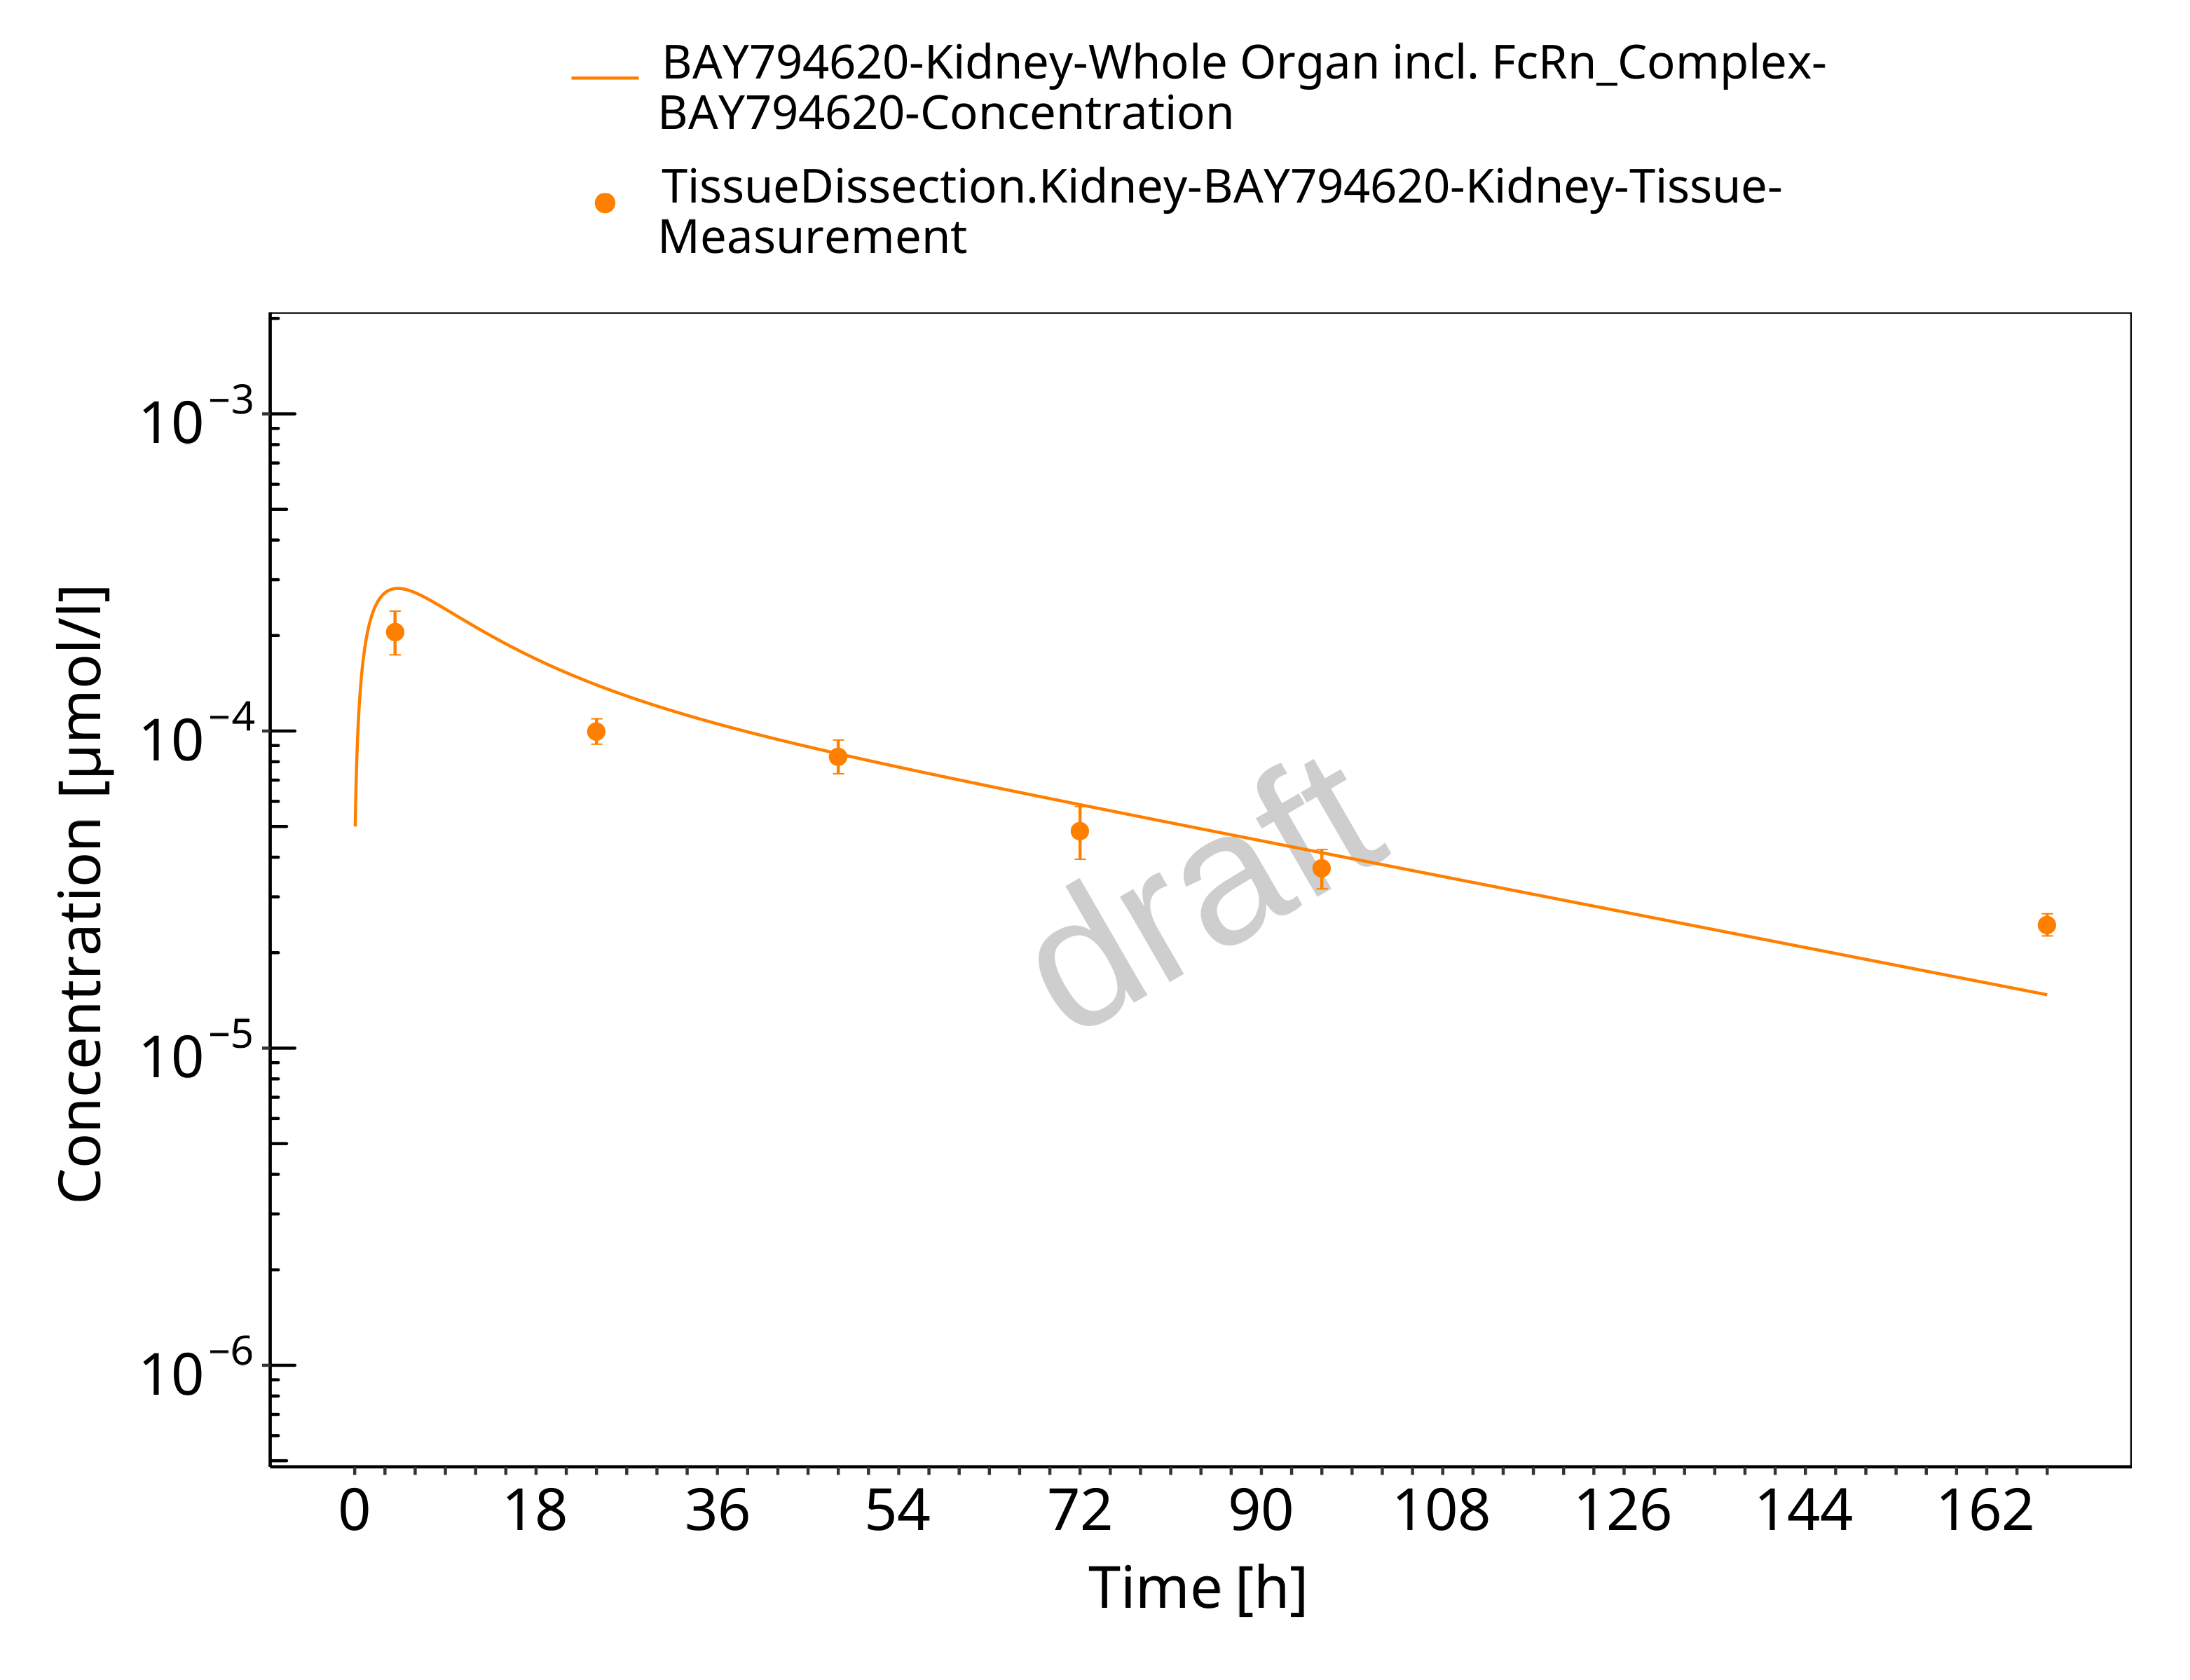 BAY794620-Kidney-Whole Organ incl. FcRn_Complex-
BAY794620-Concentration
TissueDissection.Kidney-BAY794620-Kidney-Tissue-
Measurement
Concentration [µmol/l]
10⁻³
10⁻⁴
10⁻⁵
10⁻⁶
draft
0 18 36 54 72 90 108 126 144 162
Time [h]